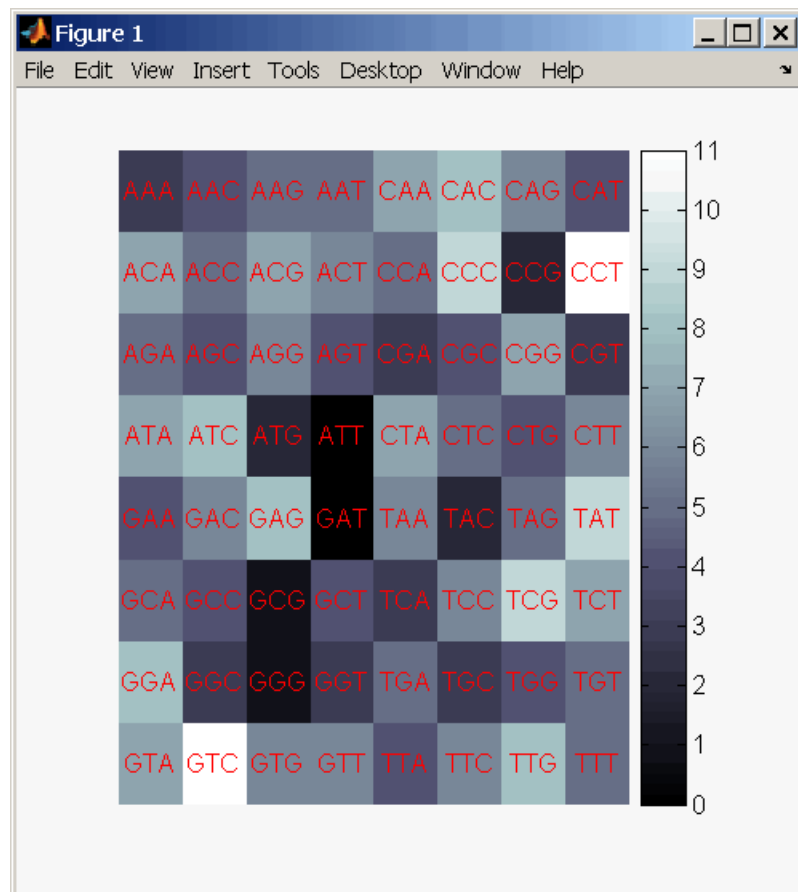 Figure 1
File Edit View Insert Tools Desktop Window Help
AAA AAC AAG AAT CAA CAC CAG CAT
ACA ACC ACG ACT CCA CCC CCG CCT
AGA AGC AGG AGT CGA CGC CGG CGT
ATA ATC ATG ATT CTA CTC CTG CTT
GAA GAC GAG GAT TAA TAC TAG TAT
GCA GCC GCG GCT TCA TCC TCG TCT
GGA GGC GGG GGT TGA TGC TGG TGT
GTA GTC GTG GTT TTA TTC TTG TTT
11
10
9
8
7
6
5
4
3
2
1
0